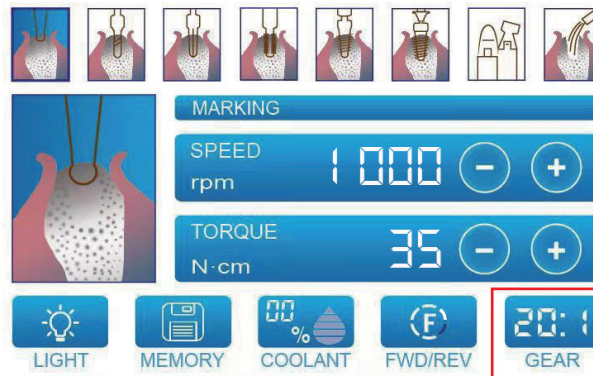 MARKING
SPEED
rpm
1000
TORQUE
N·cm
35
00
%
F
20:1
LIGHT
MEMORY
COOLANT
FWD/REV
GEAR